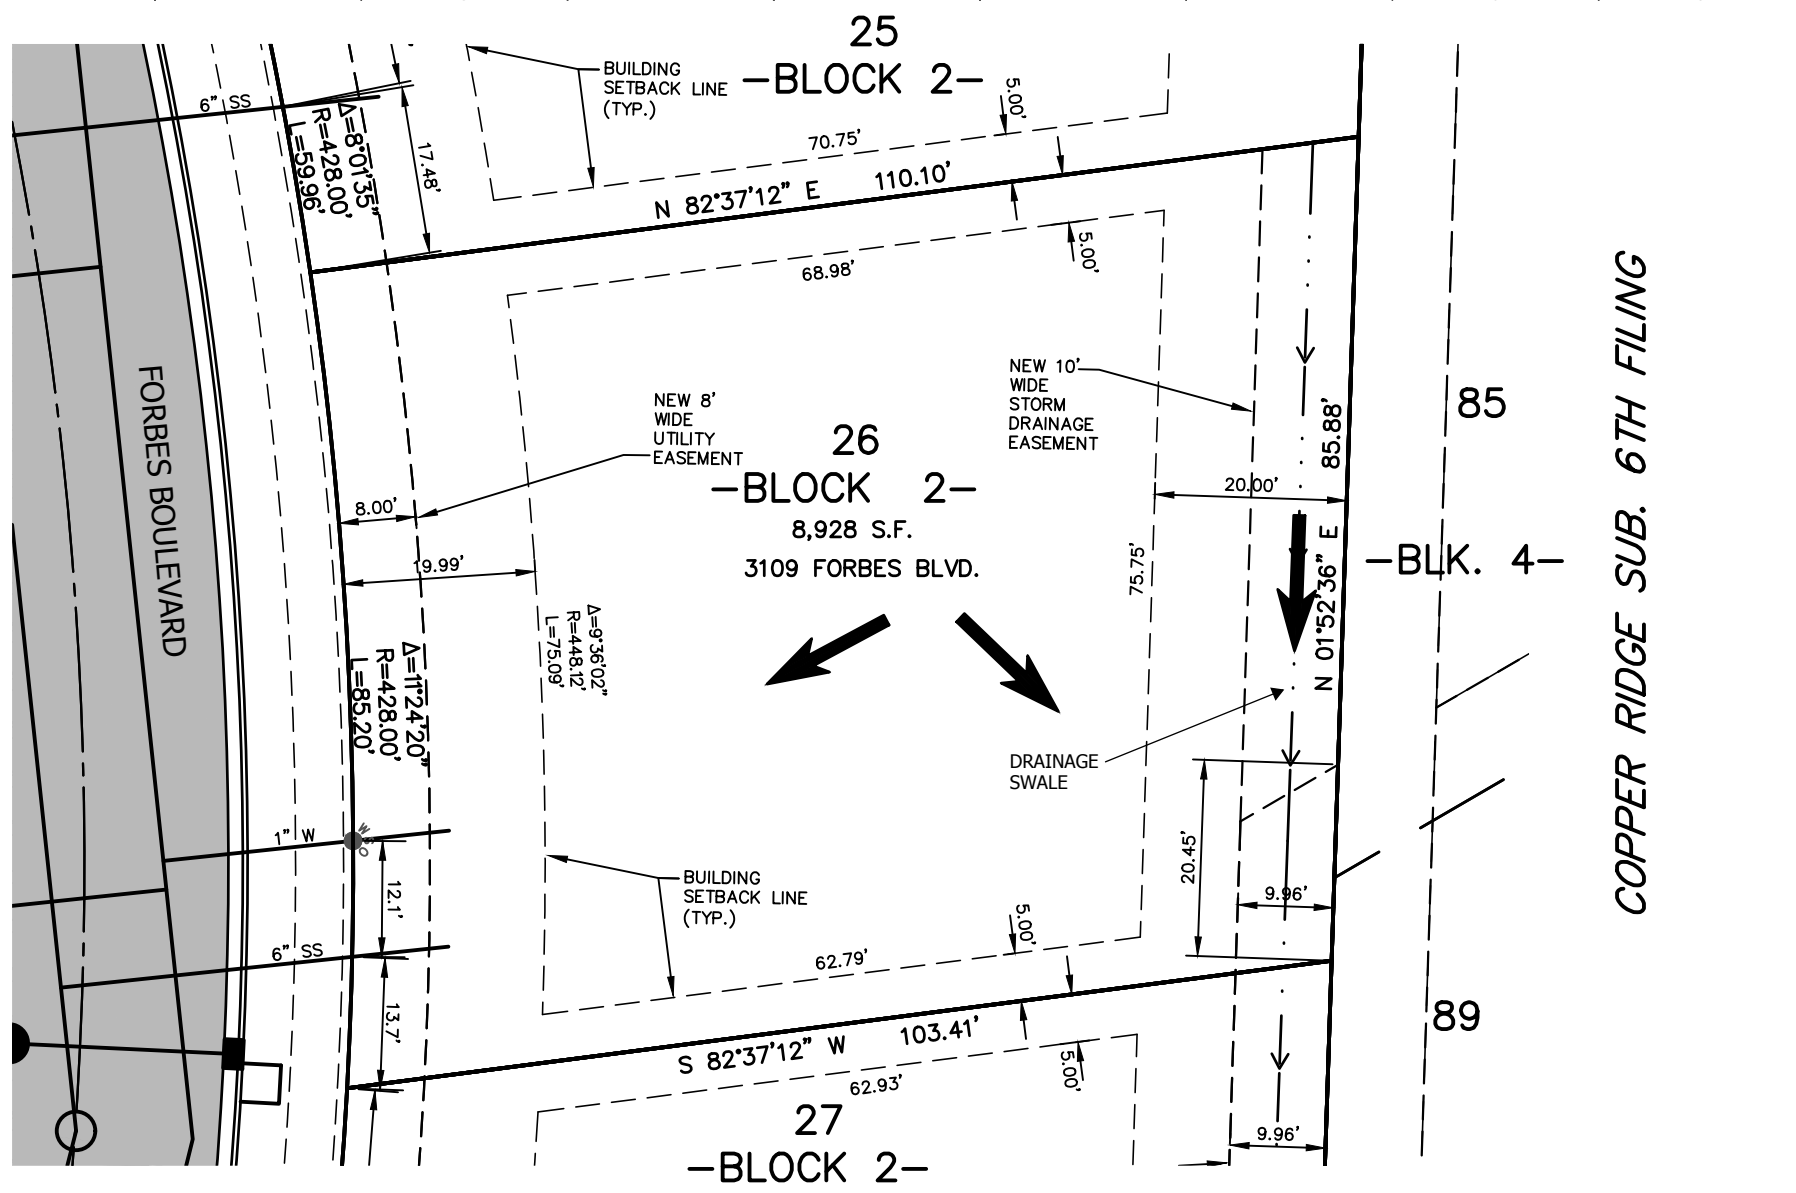 25
-BLOCK 2-
BUILDING
SETBACK LINE
(TYP.)
5.00'
6" SS
Δ=8°01'35"
R=428.00'
L=59.96'
17.48'
70.75'
N 82°37'12" E 110.10'
68.98'
5.00'
FORBES BOULEVARD
NEW 8'
WIDE
UTILITY
EASEMENT
NEW 10'
WIDE
STORM
DRAINAGE
EASEMENT
26
-BLOCK 2-
8,928 S.F.
3109 FORBES BLVD.
8.00'
19.99'
20.00'
N 01°52'36" E 85.88'
85
-BLK. 4-
COPPER RIDGE SUB. 6TH FILING
75.75'
Δ=9°36'02"
R=448.12'
L=75.09'
Δ=11°24'20"
R=428.00'
L=85.20'
DRAINAGE
SWALE
1" W
WSO
12.1'
20.45'
9.96'
BUILDING
SETBACK LINE
(TYP.)
5.00'
6" SS
62.79'
13.7'
S 82°37'12" W 103.41'
62.93'
5.00'
89
27
-BLOCK 2-
9.96'